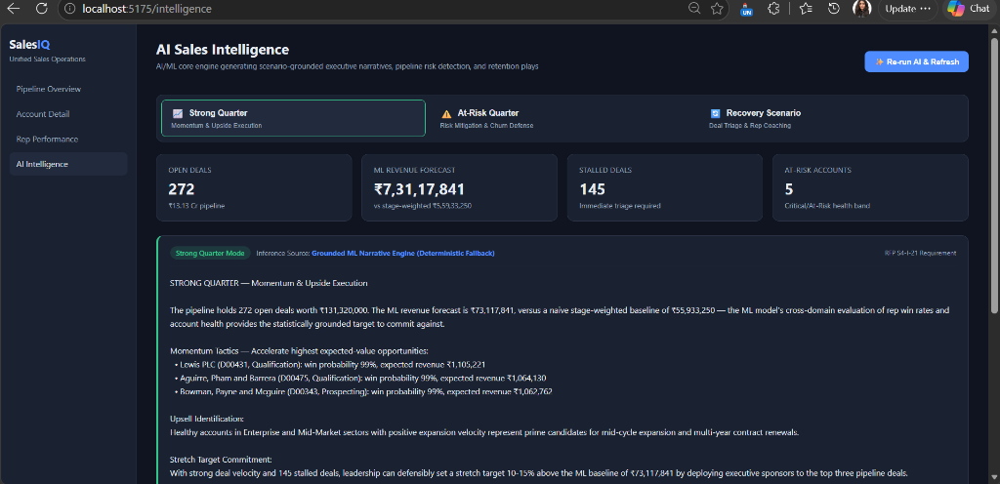 localhost:5175/intelligence
UN
Update
Chat
SalesIQ
Unified Sales Operations
Pipeline Overview
Account Detail
Rep Performance
AI Intelligence
AI Sales Intelligence
AI/ML core engine generating scenario-grounded executive narratives, pipeline risk detection, and retention plays
✨ Re-run AI & Refresh
Strong Quarter
Momentum & Upside Execution
At-Risk Quarter
Risk Mitigation & Churn Defense
Recovery Scenario
Deal Triage & Rep Coaching
OPEN DEALS
272
₹13.13 Cr pipeline
ML REVENUE FORECAST
₹7,31,17,841
vs stage-weighted ₹5,59,33,250
STALLED DEALS
145
Immediate triage required
AT-RISK ACCOUNTS
5
Critical/At-Risk health band
Strong Quarter Mode
Inference Source: Grounded ML Narrative Engine (Deterministic Fallback)
RFP S4-I-21 Requirement
STRONG QUARTER — Momentum & Upside Execution
The pipeline holds 272 open deals worth ₹131,320,000. The ML revenue forecast is ₹73,117,841, versus a naive stage-weighted baseline of ₹55,933,250 — the ML model's cross-domain evaluation of rep win rates and
account health provides the statistically grounded target to commit against.
Momentum Tactics — Accelerate highest expected-value opportunities:
• Lewis PLC (D00431, Qualification): win probability 99%, expected revenue ₹1,105,221
• Aguirre, Pham and Barrera (D00475, Qualification): win probability 99%, expected revenue ₹1,064,130
• Bowman, Payne and Mcguire (D00343, Prospecting): win probability 99%, expected revenue ₹1,062,762
Upsell Identification:
Healthy accounts in Enterprise and Mid-Market sectors with positive expansion velocity represent prime candidates for mid-cycle expansion and multi-year contract renewals.
Stretch Target Commitment:
With strong deal velocity and 145 stalled deals, leadership can defensibly set a stretch target 10-15% above the ML baseline of ₹73,117,841 by deploying executive sponsors to the top three pipeline deals.